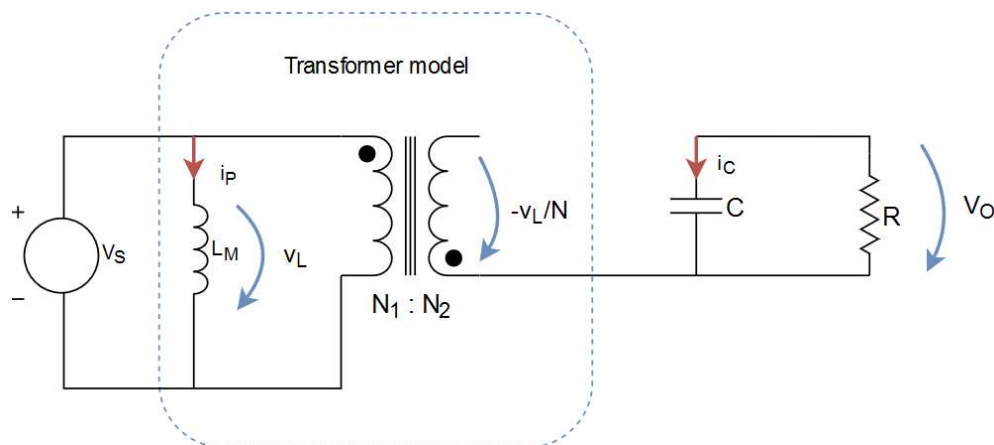 Transformer model
+
V_S
–
i_P
L_M
v_L
N_1 : N_2
-v_L/N
i_C
C
R
V_O